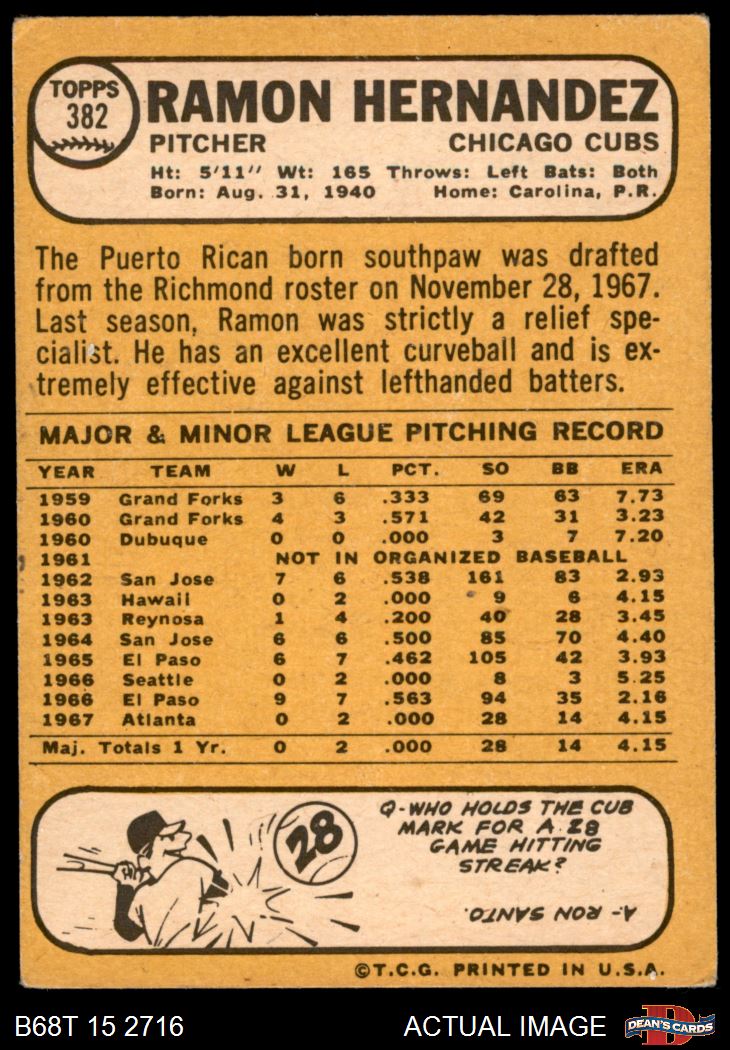 TOPPS
382
RAMON HERNANDEZ
PITCHER CHICAGO CUBS
Ht: 5'11" Wt: 165 Throws: Left Bats: Both
Born: Aug. 31, 1940 Home: Carolina, P.R.
The Puerto Rican born southpaw was drafted
from the Richmond roster on November 28, 1967.
Last season, Ramon was strictly a relief spe-
cialist. He has an excellent curveball and is ex-
tremely effective against lefthanded batters.
MAJOR & MINOR LEAGUE PITCHING RECORD
YEAR TEAM W L PCT. SO BB ERA
1959 Grand Forks 3 6 .333 69 63 7.73
1960 Grand Forks 4 3 .571 42 31 3.23
1960 Dubuque 0 0 .000 3 7 7.20
1961 NOT IN ORGANIZED BASEBALL
1962 San Jose 7 6 .538 161 83 2.93
1963 Hawaii 0 2 .000 9 6 4.15
1963 Reynosa 1 4 .200 40 28 3.45
1964 San Jose 6 6 .500 85 70 4.40
1965 El Paso 6 7 .462 105 42 3.93
1966 Seattle 0 2 .000 8 3 5.25
1966 El Paso 9 7 .563 94 35 2.16
1967 Atlanta 0 2 .000 28 14 4.15
Maj. Totals 1 Yr. 0 2 .000 28 14 4.15
28
Q-WHO HOLDS THE CUB
MARK FOR A 28
GAME HITTING
STREAK?
A- RON SANTO.
©T.C.G. PRINTED IN U.S.A.
B68T 15 2716 ACTUAL IMAGE
D
DEAN'S CARDS